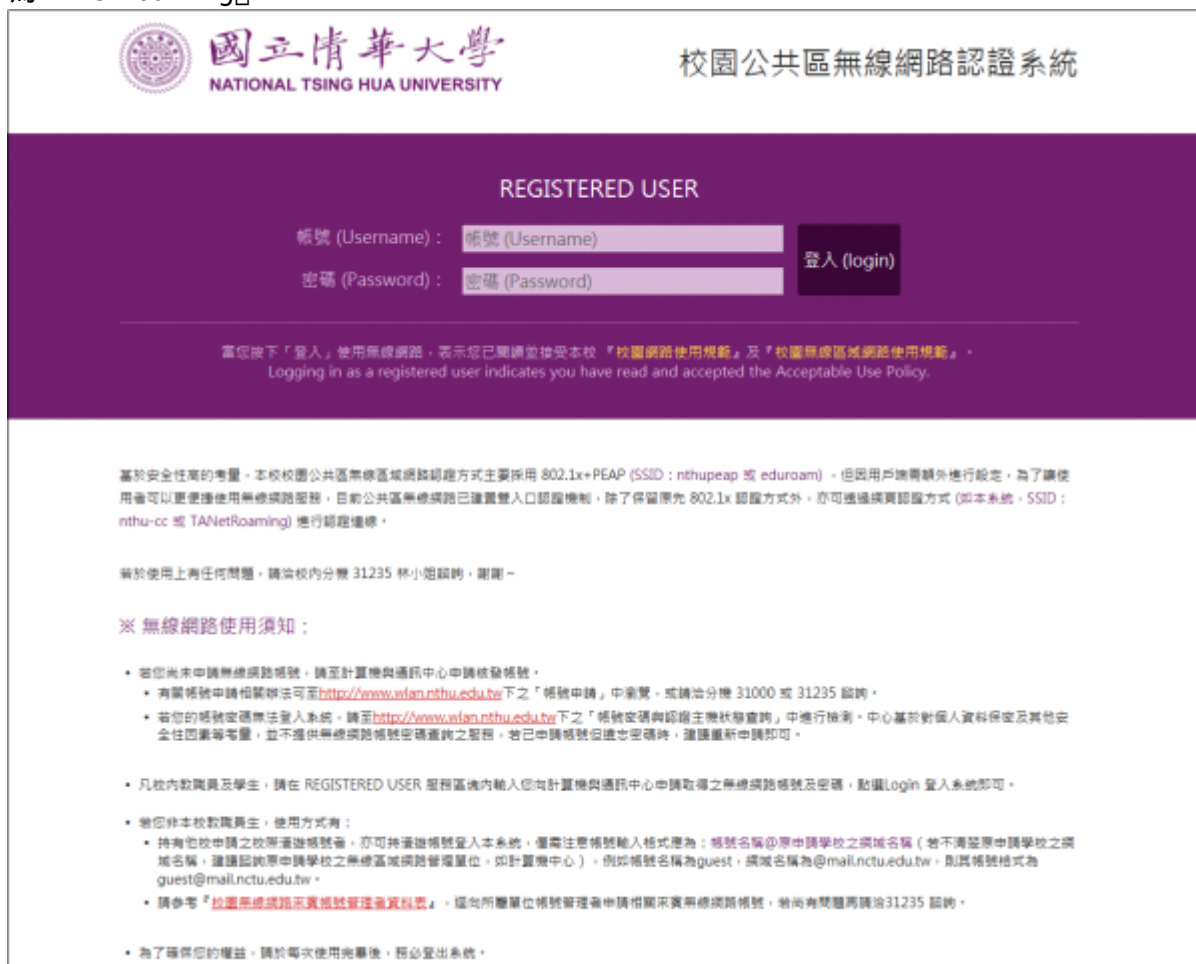 國立清華大學
NATIONAL TSING HUA UNIVERSITY
校園公共區無線網路認證系統
REGISTERED USER
帳號 (Username)：
帳號 (Username)
密碼 (Password)：
密碼 (Password)
登入 (login)
當您按下「登入」使用無線網路，表示您已閱讀並接受本校 『校園網路使用規範』及『校園無線區域網路使用規範』。
Logging in as a registered user indicates you have read and accepted the Acceptable Use Policy.
基於安全性高的考量，本校校園公共區無線區域網路認證方式主要採用 802.1x+PEAP (SSID：nthupeap 或 eduroam) 。但因用戶端需額外進行設定，為了讓使
用者可以更便捷使用無線網路服務，目前公共區無線網路已建置雙入口認證機制，除了保留原先 802.1x 認證方式外，亦可透過網頁認證方式 (如本系統，SSID：
nthu-cc 或 TANetRoaming) 進行認證連線。
若於使用上有任何問題，請洽校內分機 31235 林小姐詢問，謝謝~
※ 無線網路使用須知：
• 若您尚未申請無線網路帳號，請至計算機與通訊中心申請核發帳號。
• 有關帳號申請相關辦法可至http://www.wlan.nthu.edu.tw下之「帳號申請」中瀏覽，或請洽分機 31000 或 31235 詢問。
• 若您的帳號密碼無法登入系統，請至http://www.wlan.nthu.edu.tw下之「帳號密碼與認證主機狀態查詢」中進行檢測。中心基於對個人資料保密及其他安
全性因素等考量，並不提供無線網路帳號密碼查詢之服務，若已申請帳號但遺忘密碼時，建議重新申請即可。
• 凡校內教職員及學生，請在 REGISTERED USER 服務區塊內輸入您向計算機與通訊中心申請取得之無線網路帳號及密碼，點選Login 登入系統即可。
• 若您非本校教職員生，使用方式有：
• 持有他校申請之校際漫遊帳號者，亦可持漫遊帳號登入本系統，僅需注意帳號輸入格式應為：帳號名稱@原申請學校之網域名稱（若不清楚原申請學校之網
域名稱，建議詢問原申請學校之無線區域網路管理單位，如計算機中心）。例如帳號名稱為guest，網域名稱為@mail.nctu.edu.tw，則其帳號格式為
guest@mail.nctu.edu.tw。
• 請參考『校園無線網路來賓帳號管理者資料表』，逕向所屬單位帳號管理者申請相關來賓無線網路帳號，若尚有問題再請洽31235 詢問。
• 為了確保您的權益，請於每次使用完畢後，務必登出系統。